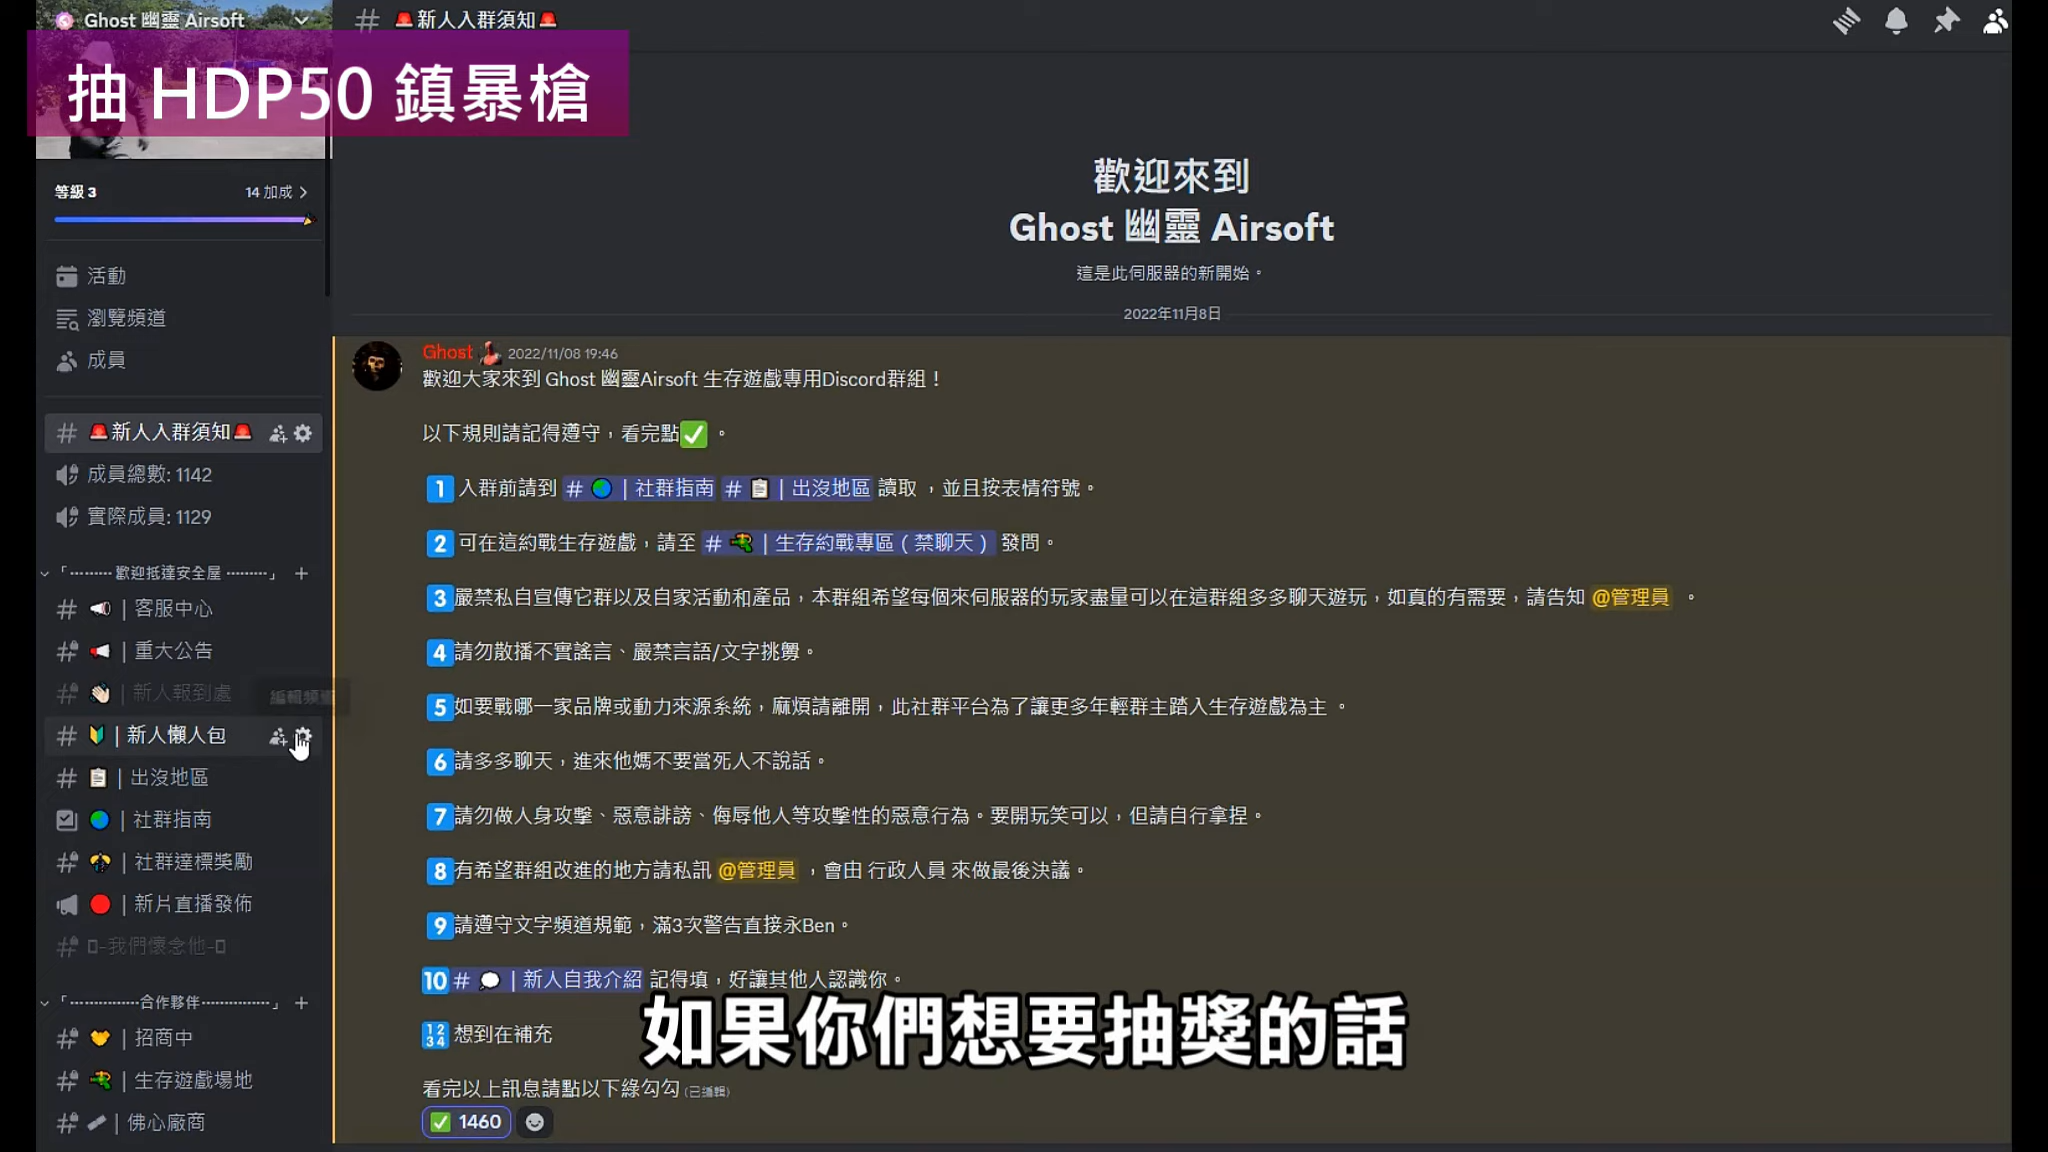 Ghost 幽靈 Airsoft
抽 HDP50 鎮暴槍
等級 3
14 加成
活動
瀏覽頻道
成員
新人入群須知
成員總數: 1142
實際成員: 1129
「--------- 歡迎抵達安全屋 --------」
| 客服中心
| 重大公告
新人報到處
編輯頻道
| 新人懶人包
| 出沒地區
| 社群指南
| 社群達標獎勵
| 新片直播發佈
-我們懷念他-
「---------------合作夥伴---------------」
| 招商中
| 生存遊戲場地
| 佛心廠商
# 🚨新人入群須知🚨
歡迎來到
Ghost 幽靈 Airsoft
這是此伺服器的新開始。
2022年11月8日
Ghost 2022/11/08 19:46
歡迎大家來到 Ghost 幽靈Airsoft 生存遊戲專用Discord群組！
以下規則請記得遵守，看完點✅ 。
1 入群前請到 # 🌏 | 社群指南 # 📋 | 出沒地區 讀取 ，並且按表情符號。
2 可在這約戰生存遊戲，請至 # 🔫 | 生存約戰專區 ( 禁聊天 ) 發問。
3 嚴禁私自宣傳它群以及自家活動和產品，本群組希望每個來伺服器的玩家盡量可以在這群組多多聊天遊玩，如真的有需要，請告知 @管理員 。
4 請勿散播不實謠言、嚴禁言語/文字挑釁。
5 如要戰哪一家品牌或動力來源系統，麻煩請離開，此社群平台為了讓更多年輕群主踏入生存遊戲為主 。
6 請多多聊天，進來他媽不要當死人不說話。
7 請勿做人身攻擊、惡意誹謗、侮辱他人等攻擊性的惡意行為。要開玩笑可以，但請自行拿捏。
8 有希望群組改進的地方請私訊 @管理員 ，會由 行政人員 來做最後決議。
9 請遵守文字頻道規範，滿3次警告直接永Ben。
10 # 💭 | 新人自我介紹 記得填，好讓其他人認識你。
1234 想到在補充
看完以上訊息請點以下綠勾勾 (已編輯)
✅ 1460
如果你們想要抽獎的話